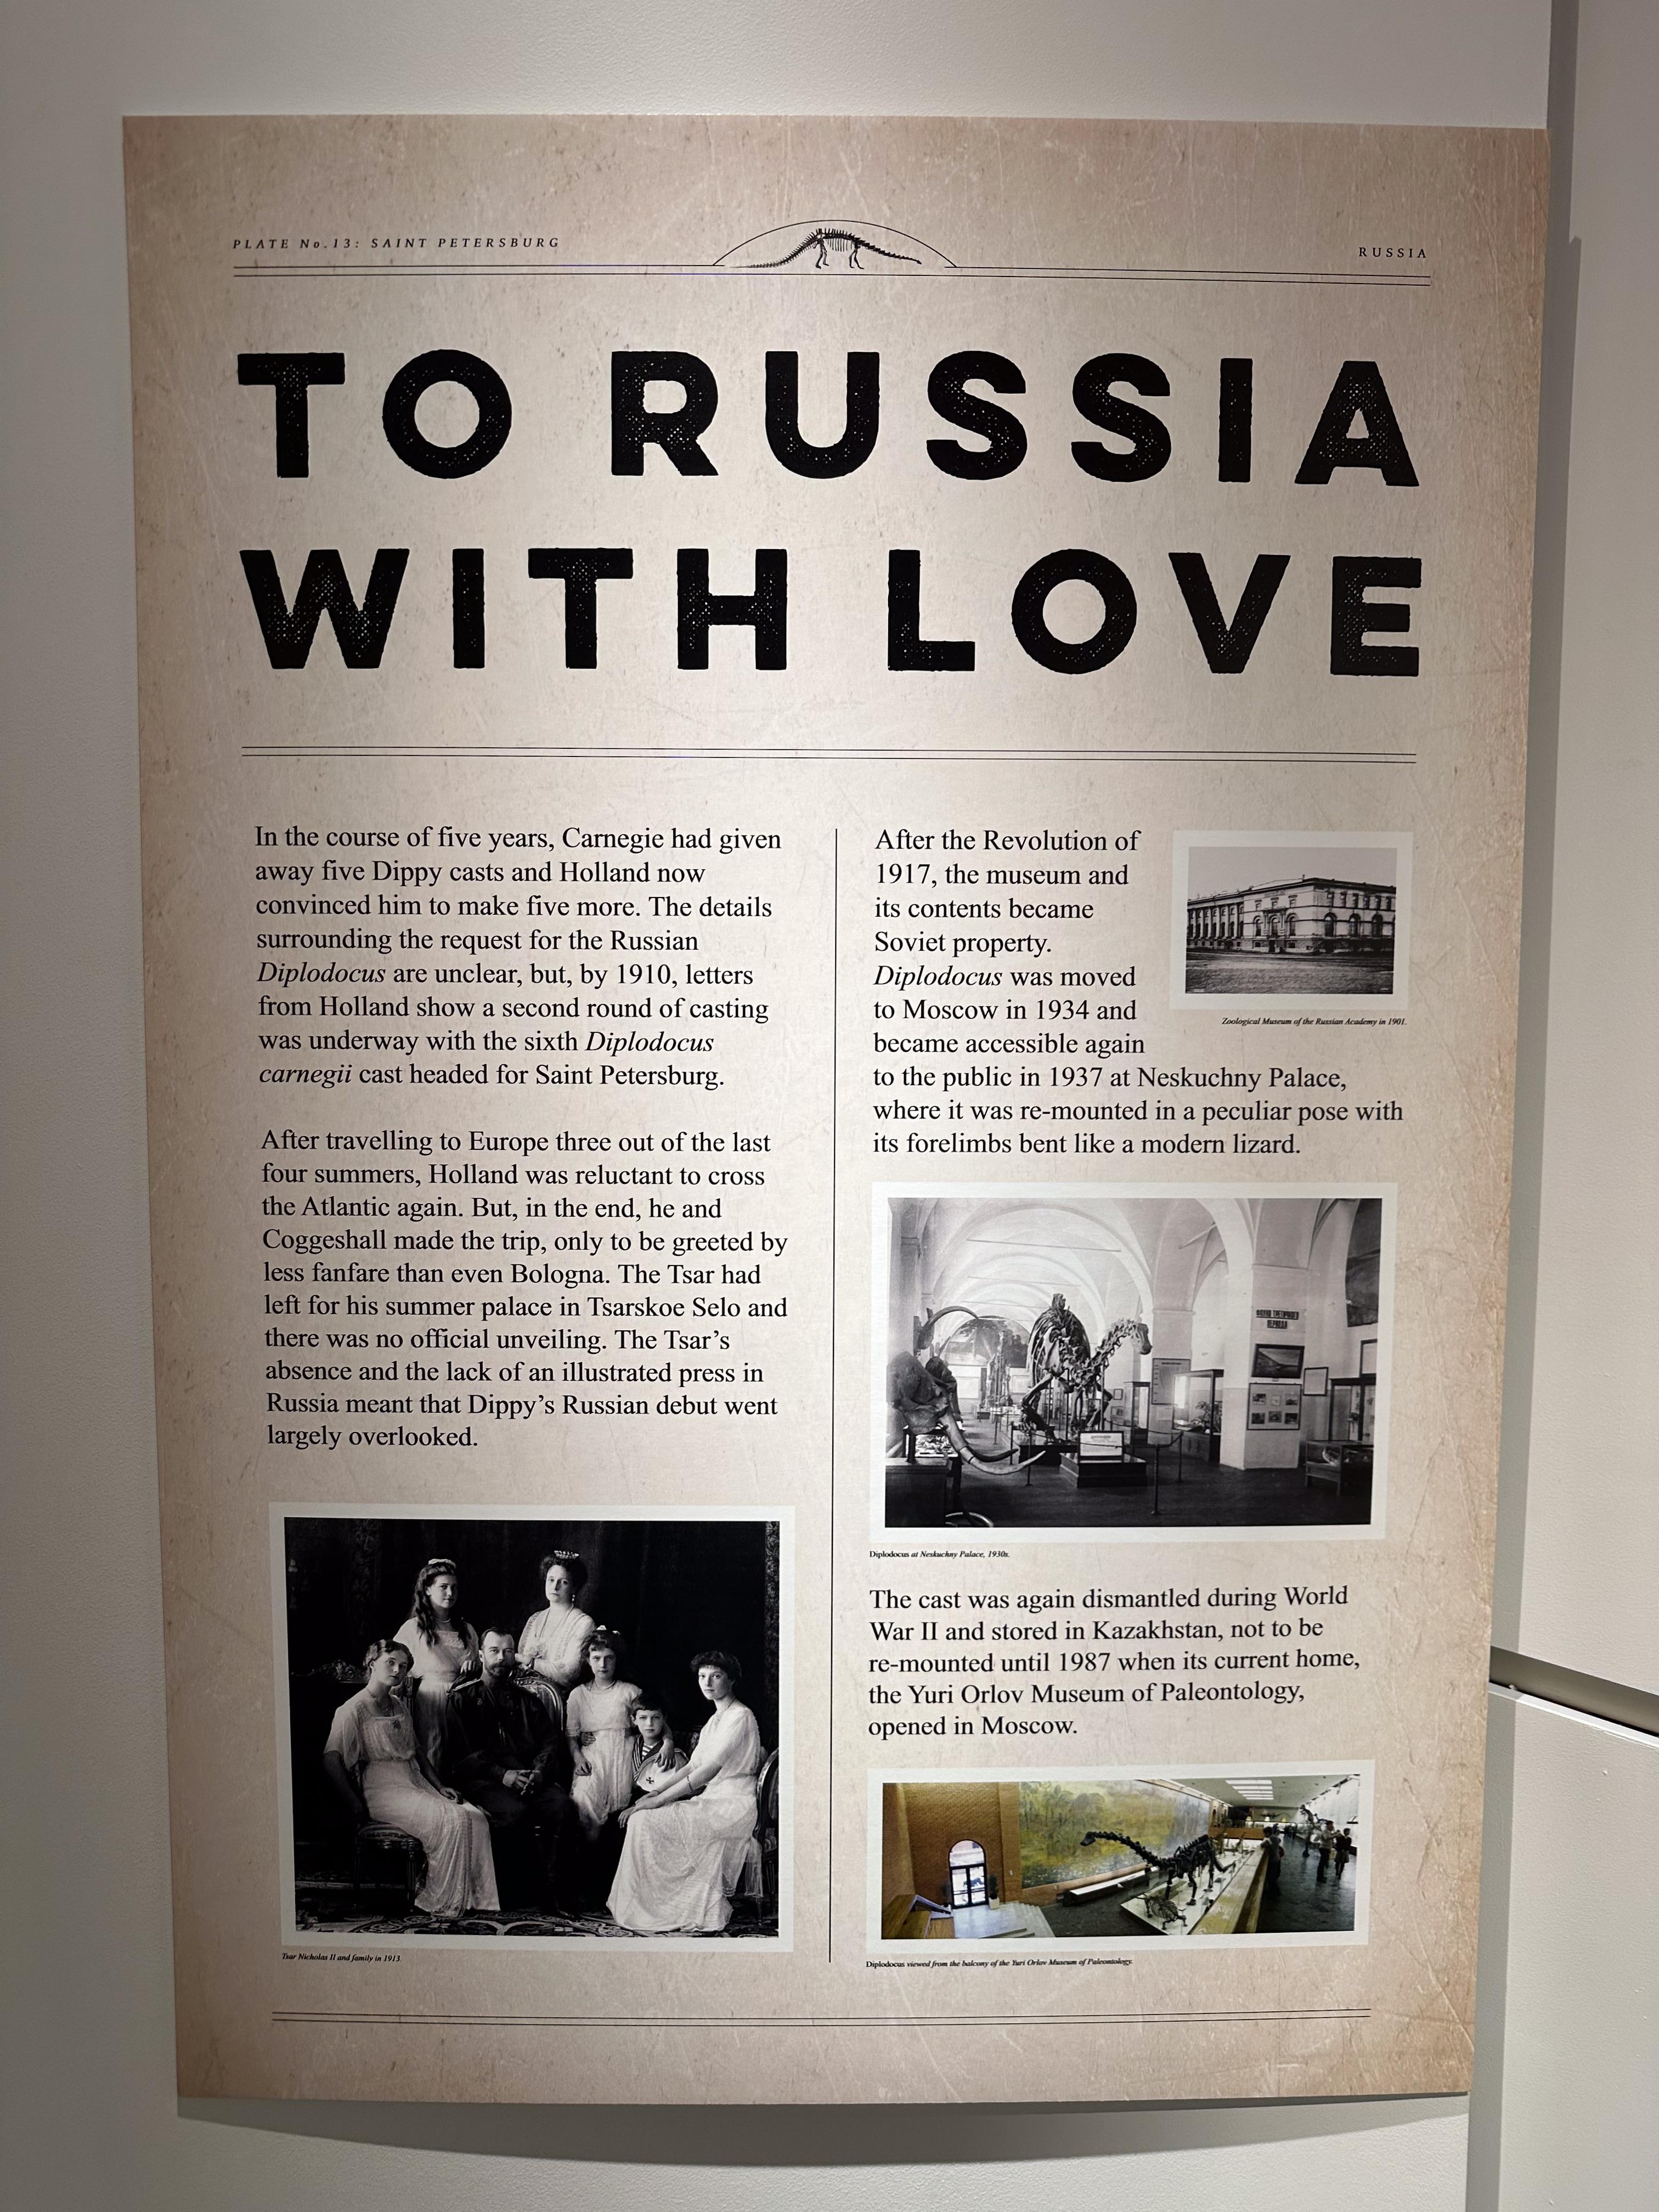 PLATE No.13: SAINT PETERSBURG
RUSSIA
TO RUSSIA
WITH LOVE
In the course of five years, Carnegie had given
away five Dippy casts and Holland now
convinced him to make five more. The details
surrounding the request for the Russian
Diplodocus are unclear, but, by 1910, letters
from Holland show a second round of casting
was underway with the sixth Diplodocus
carnegii cast headed for Saint Petersburg.
After travelling to Europe three out of the last
four summers, Holland was reluctant to cross
the Atlantic again. But, in the end, he and
Coggeshall made the trip, only to be greeted by
less fanfare than even Bologna. The Tsar had
left for his summer palace in Tsarskoe Selo and
there was no official unveiling. The Tsar’s
absence and the lack of an illustrated press in
Russia meant that Dippy’s Russian debut went
largely overlooked.
Tsar Nicholas II and family in 1913.
After the Revolution of
1917, the museum and
its contents became
Soviet property.
Diplodocus was moved
to Moscow in 1934 and
became accessible again
to the public in 1937 at Neskuchny Palace,
where it was re-mounted in a peculiar pose with
its forelimbs bent like a modern lizard.
Zoological Museum of the Russian Academy in 1901.
Diplodocus at Neskuchny Palace, 1930s.
The cast was again dismantled during World
War II and stored in Kazakhstan, not to be
re-mounted until 1987 when its current home,
the Yuri Orlov Museum of Paleontology,
opened in Moscow.
Diplodocus viewed from the balcony of the Yuri Orlov Museum of Paleontology.